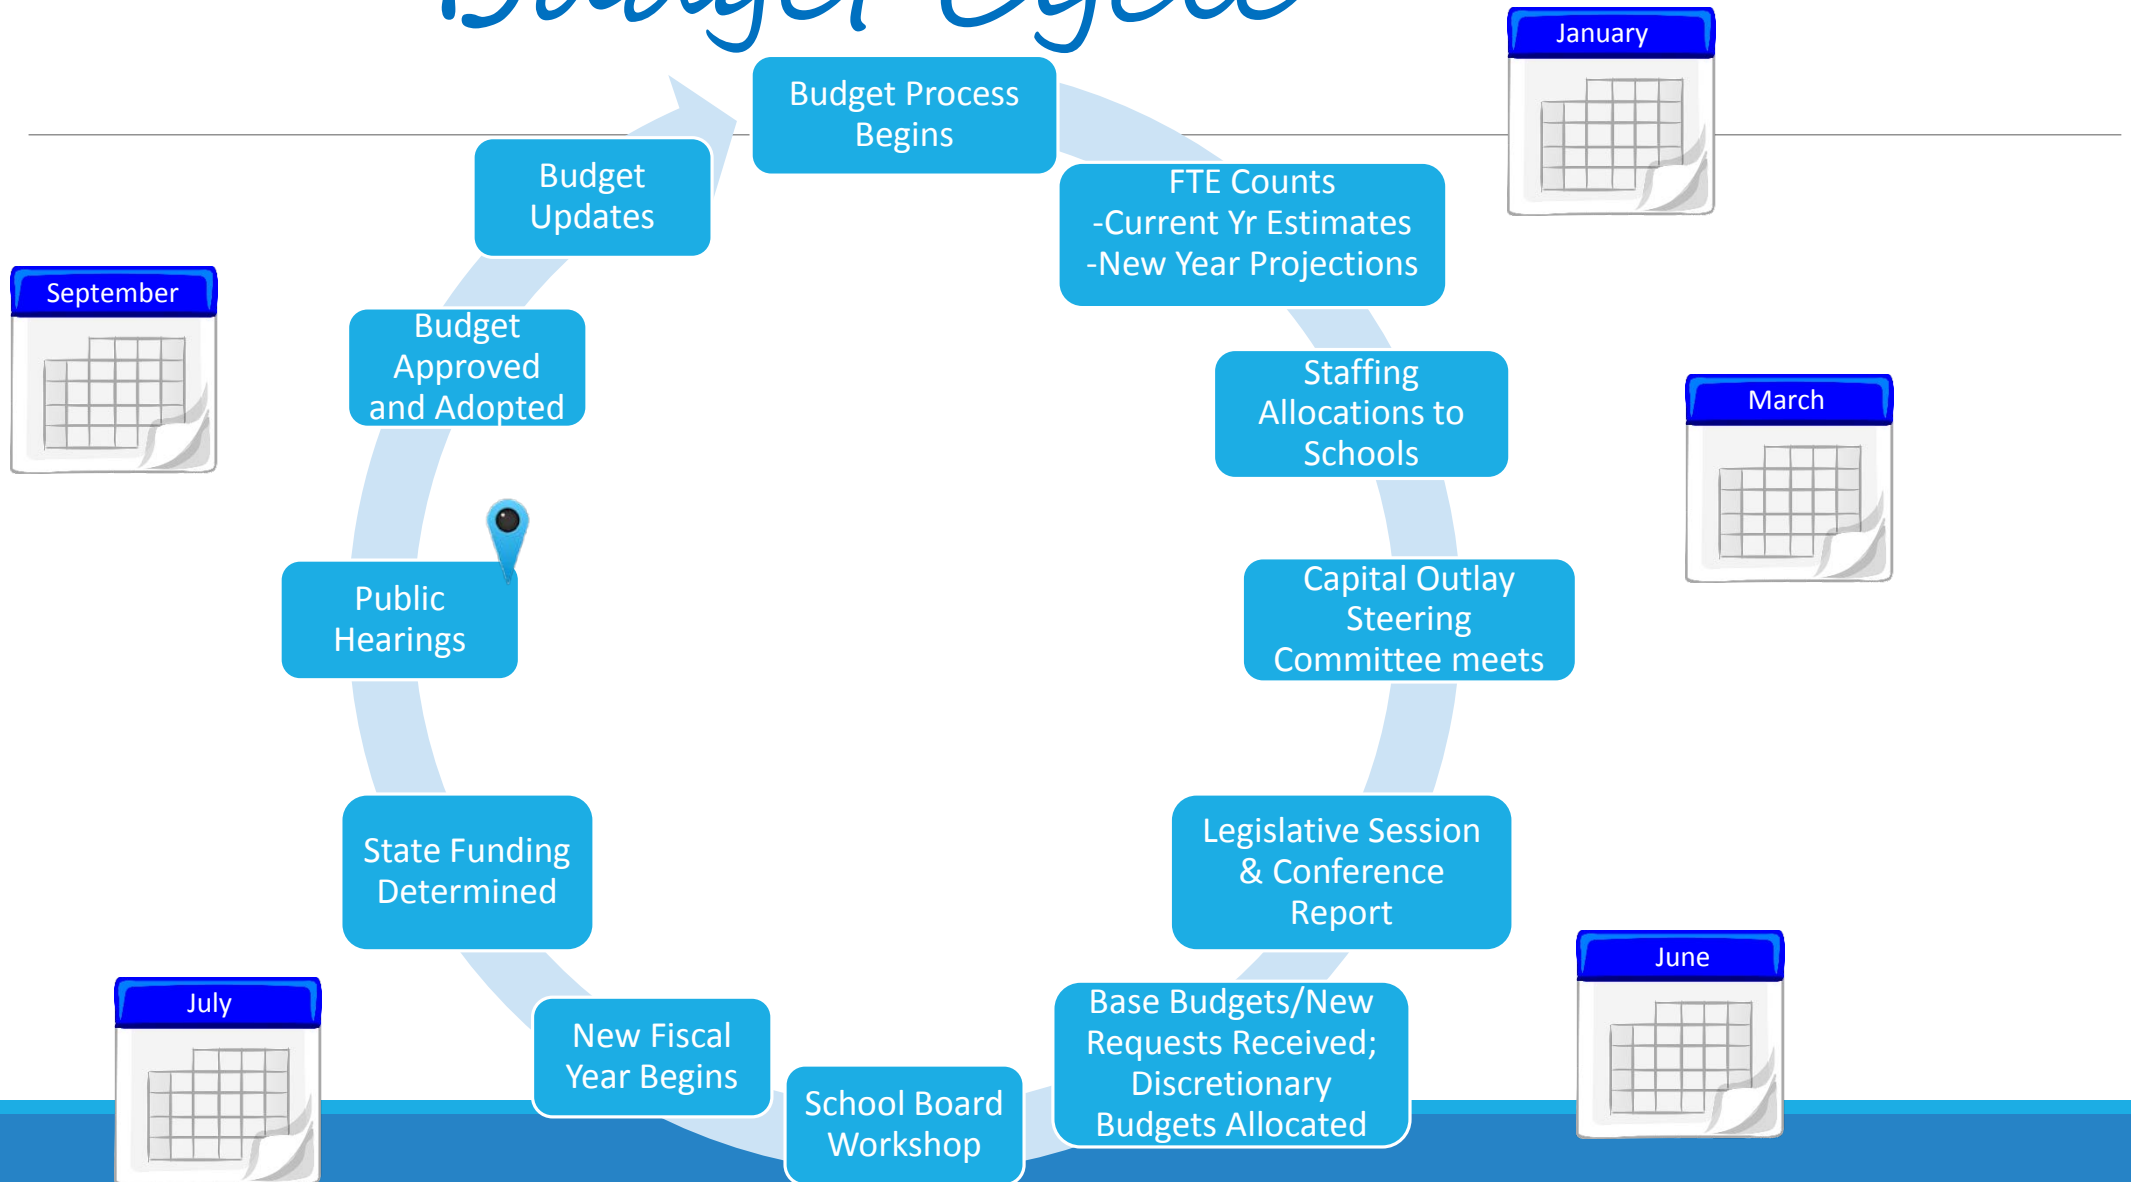 Budget Cycle
January
Budget Process
Begins
FTE Counts
-Current Yr Estimates
-New Year Projections
Staffing
Allocations to
Schools
March
Capital Outlay
Steering
Committee meets
Legislative Session
& Conference
Report
June
Base Budgets/New
Requests Received;
Discretionary
Budgets Allocated
School Board
Workshop
New Fiscal
Year Begins
July
State Funding
Determined
Public
Hearings
Budget
Approved
and Adopted
September
Budget
Updates